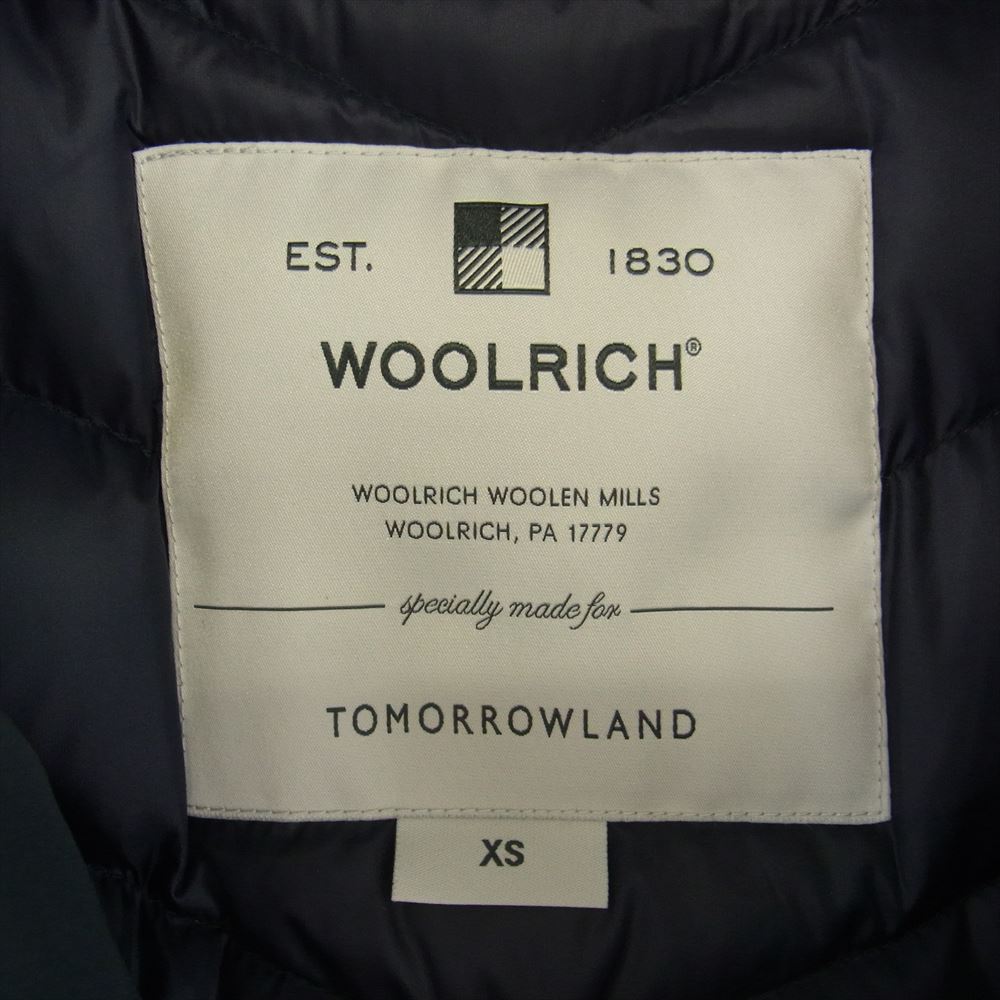 EST. 1830
WOOLRICH®
WOOLRICH WOOLEN MILLS
WOOLRICH, PA 17779
specially made for
TOMORROWLAND
XS